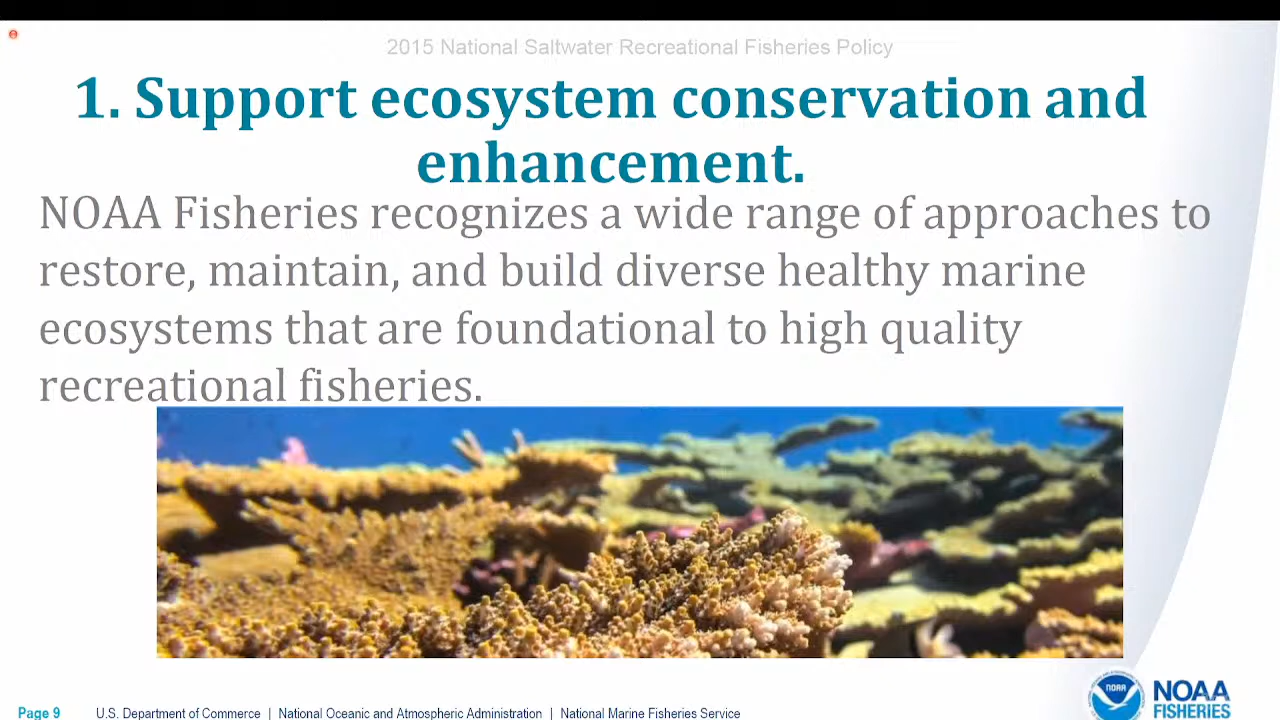 2015 National Saltwater Recreational Fisheries Policy
1. Support ecosystem conservation and
enhancement.
NOAA Fisheries recognizes a wide range of approaches to
restore, maintain, and build diverse healthy marine
ecosystems that are foundational to high quality
recreational fisheries.
Page 9 U.S. Department of Commerce | National Oceanic and Atmospheric Administration | National Marine Fisheries Service
NOAA
NOAA
FISHERIES